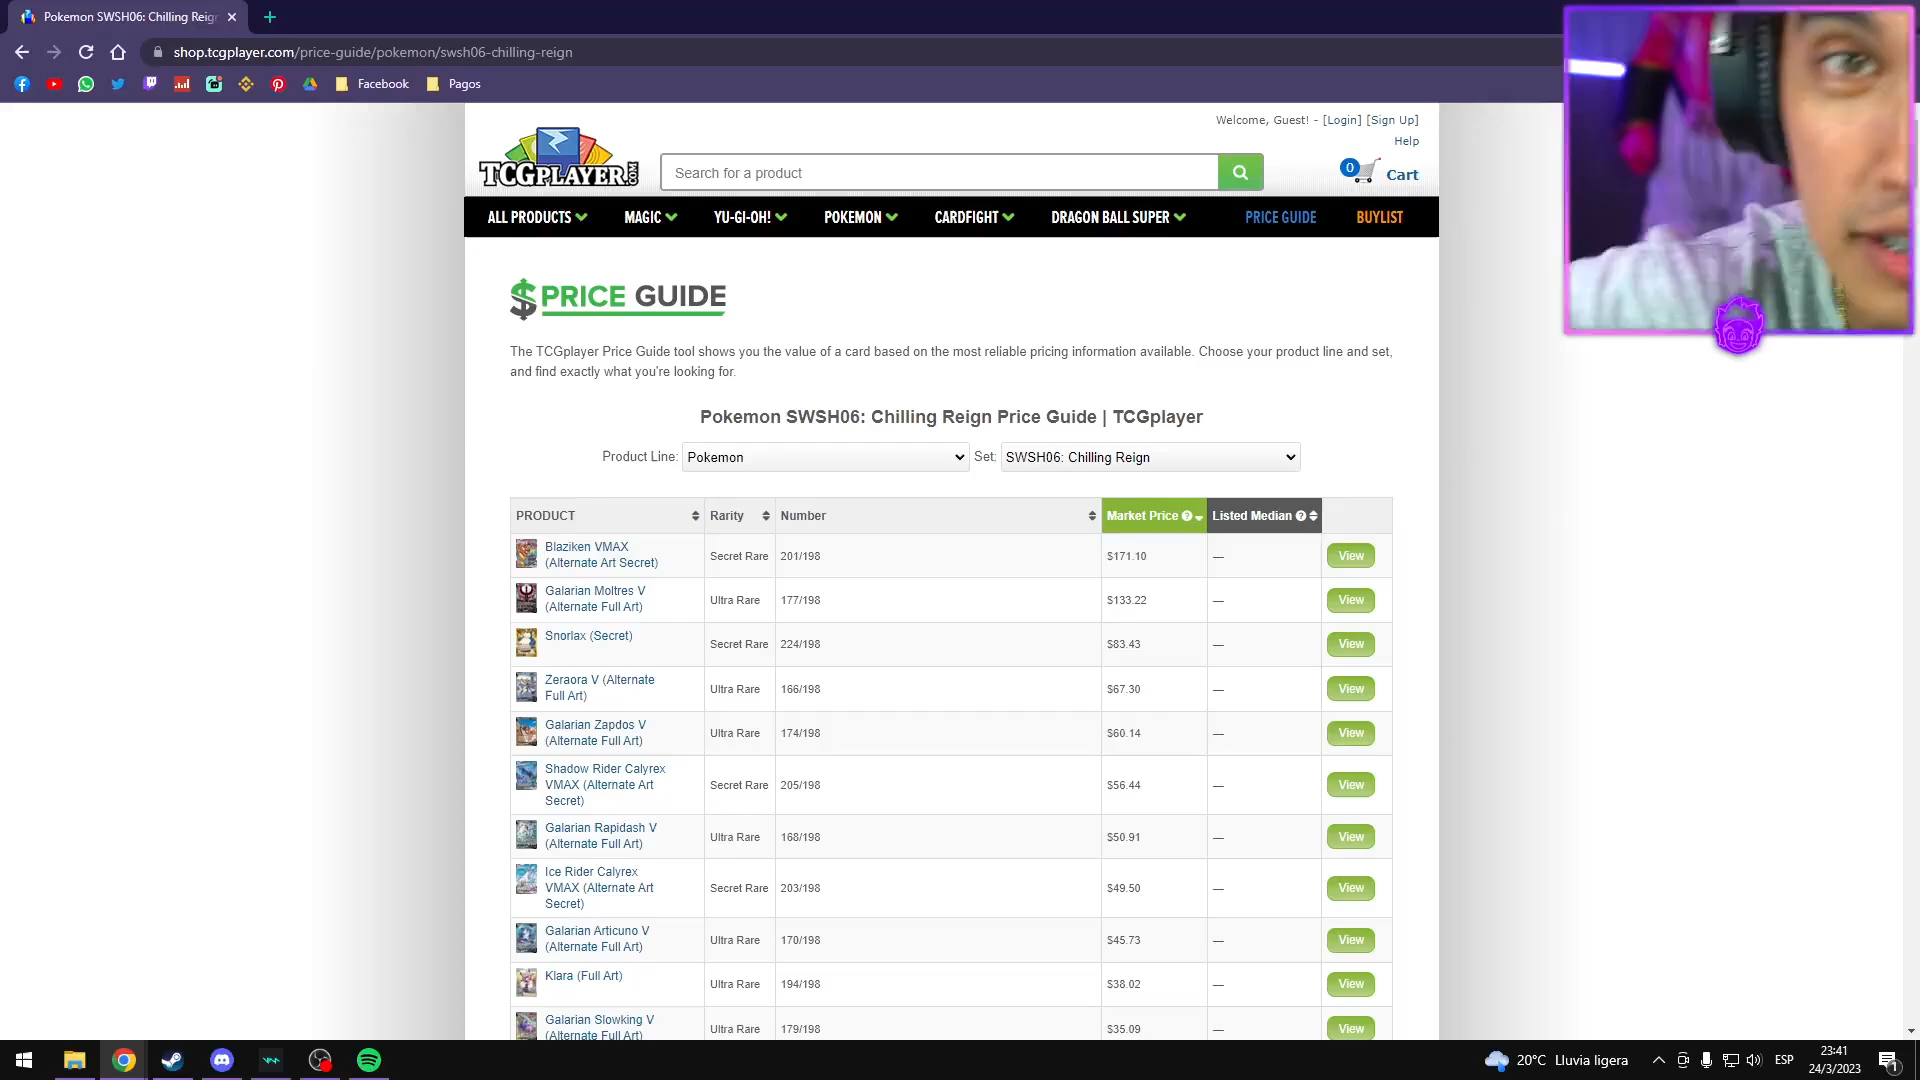 Pokemon SWSH06: Chilling Reig
shop.tcgplayer.com/price-guide/pokemon/swsh06-chilling-reign
Facebook
Pagos
Welcome, Guest! - [Login] [Sign Up]
Help
TCGPLAYER.COM
Search for a product
0 Cart
ALL PRODUCTS MAGIC YU-GI-OH! POKEMON CARDFIGHT DRAGON BALL SUPER PRICE GUIDE BUYLIST
$PRICE GUIDE
The TCGplayer Price Guide tool shows you the value of a card based on the most reliable pricing information available. Choose your product line and set,
and find exactly what you're looking for.
Pokemon SWSH06: Chilling Reign Price Guide | TCGplayer
Product Line: Pokemon Set: SWSH06: Chilling Reign
PRODUCT Rarity Number Market Price ? Listed Median ?
Blaziken VMAX
(Alternate Art Secret) Secret Rare 201/198 $171.10 — View
Galarian Moltres V
(Alternate Full Art) Ultra Rare 177/198 $133.22 — View
Snorlax (Secret) Secret Rare 224/198 $83.43 — View
Zeraora V (Alternate
Full Art) Ultra Rare 166/198 $67.30 — View
Galarian Zapdos V
(Alternate Full Art) Ultra Rare 174/198 $60.14 — View
Shadow Rider Calyrex
VMAX (Alternate Art Secret Rare 205/198 $56.44 — View
Secret)
Galarian Rapidash V
(Alternate Full Art) Ultra Rare 168/198 $50.91 — View
Ice Rider Calyrex
VMAX (Alternate Art Secret Rare 203/198 $49.50 — View
Secret)
Galarian Articuno V
(Alternate Full Art) Ultra Rare 170/198 $45.73 — View
Klara (Full Art) Ultra Rare 194/198 $38.02 — View
Galarian Slowking V
(Alternate Full Art) Ultra Rare 179/198 $35.09 — View
20°C Lluvia ligera ESP
23:41
24/3/2023
1